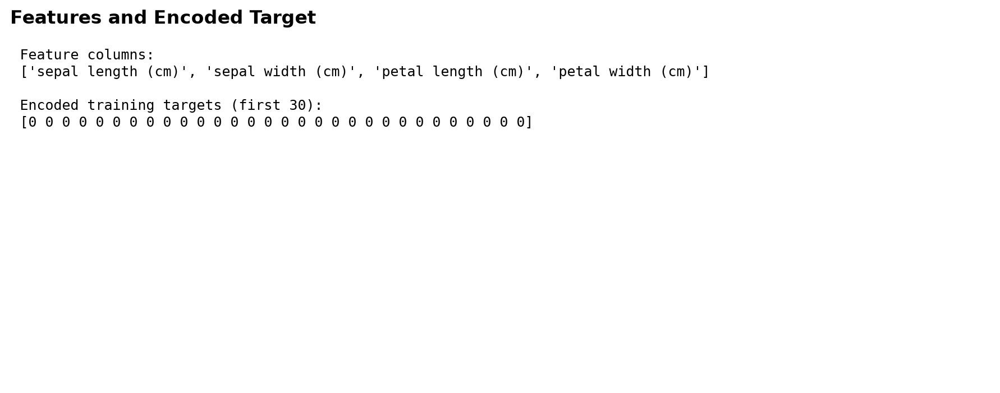 Features and Encoded Target
Feature columns:
['sepal length (cm)', 'sepal width (cm)', 'petal length (cm)', 'petal width (cm)']
Encoded training targets (first 30):
[0 0 0 0 0 0 0 0 0 0 0 0 0 0 0 0 0 0 0 0 0 0 0 0 0 0 0 0 0 0]